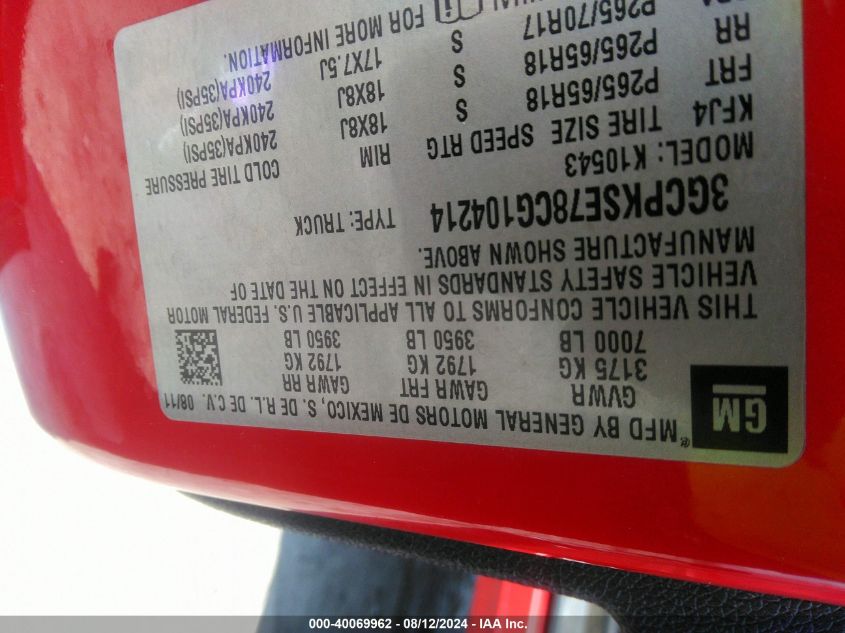 GM
MFD BY GENERAL MOTORS DE MEXICO, S. DE R.L. DE C.V. 08/11
GVWR GAWR FRT GAWR RR
3175 KG 1792 KG 1792 KG
7000 LB 3950 LB 3950 LB
THIS VEHICLE CONFORMS TO ALL APPLICABLE U.S. FEDERAL MOTOR
VEHICLE SAFETY STANDARDS IN EFFECT ON THE DATE OF
MANUFACTURE SHOWN ABOVE.
3GCPKSE78CG104214 TYPE: TRUCK
MODEL: K10543
KFJ4 TIRE SIZE SPEED RTG RIM COLD TIRE PRESSURE
FRT P265/65R18 S 18X8J 240KPA(35PSI)
RR P265/65R18 S 18X8J 240KPA(35PSI)
P265/70R17 S 17X7.5J 240KPA(35PSI)
FOR MORE INFORMATION.
000-40069962 - 08/12/2024 - IAA Inc.